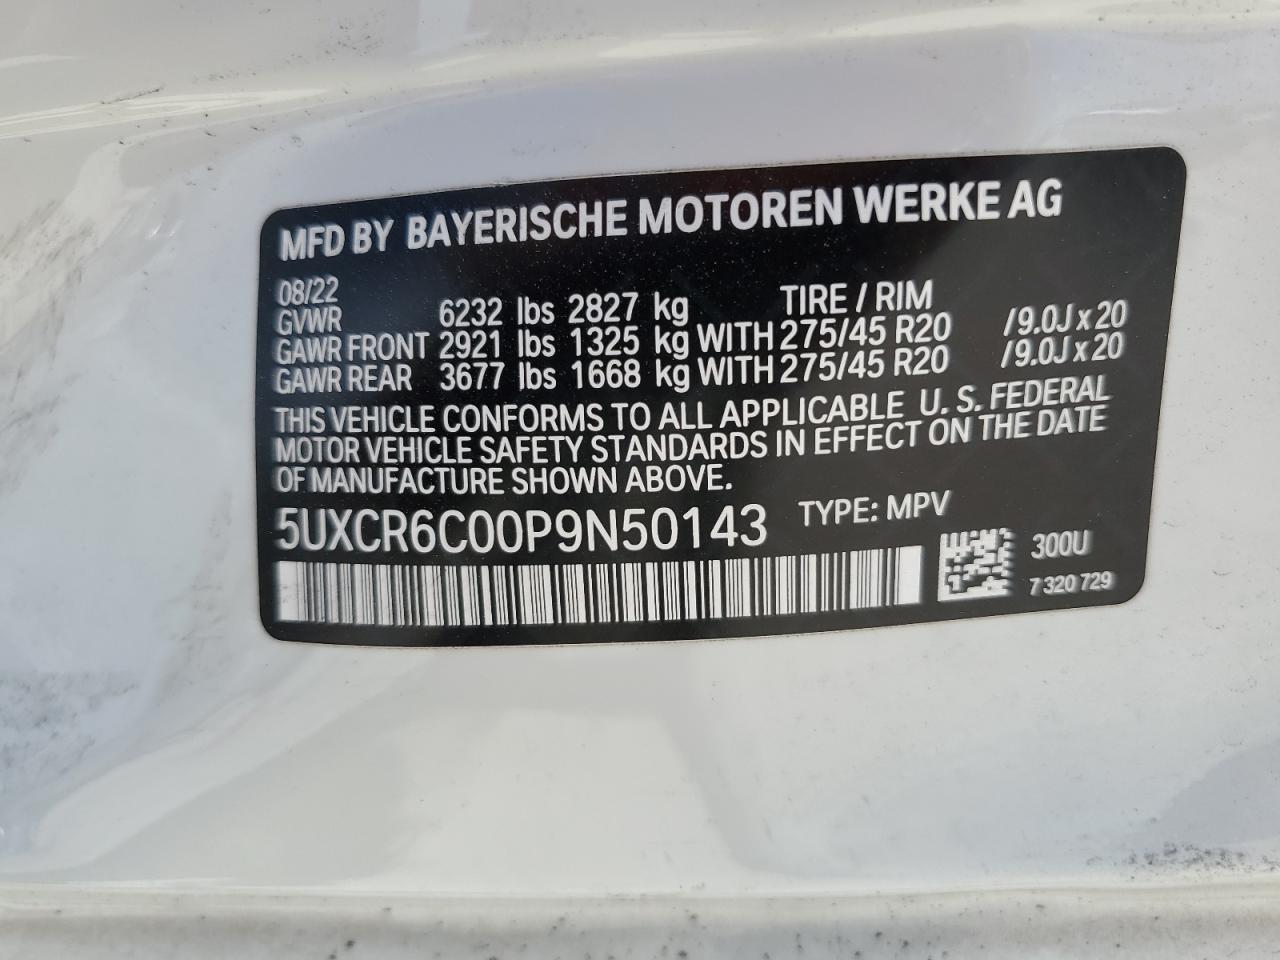 MFD BY BAYERISCHE MOTOREN WERKE AG
08/22 TIRE / RIM
GVWR 6232 lbs 2827 kg
GAWR FRONT 2921 lbs 1325 kg WITH 275/45 R20 /9.0J x 20
GAWR REAR 3677 lbs 1668 kg WITH 275/45 R20 /9.0J x 20
THIS VEHICLE CONFORMS TO ALL APPLICABLE U. S. FEDERAL
MOTOR VEHICLE SAFETY STANDARDS IN EFFECT ON THE DATE
OF MANUFACTURE SHOWN ABOVE.
5UXCR6C00P9N50143 TYPE: MPV
300U
7 320 729